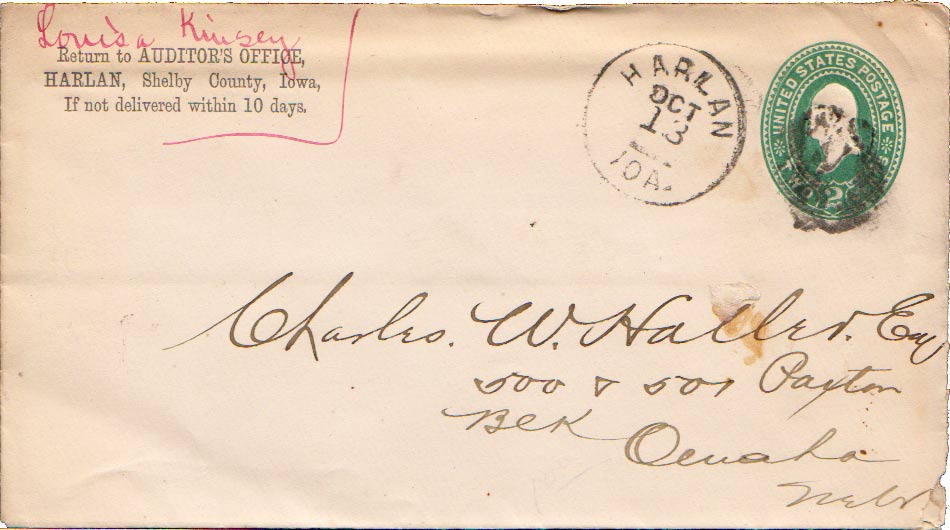 Louisa Kinsey
Return to AUDITOR'S OFFICE,
HARLAN, Shelby County, Iowa,
If not delivered within 10 days.
HARLAN
OCT
13
IOA.
UNITED STATES POSTAGE
TWO 2
Charles. W. Haller. Esq
500 & 501 Paxton
Blk
Omaha
Nebr